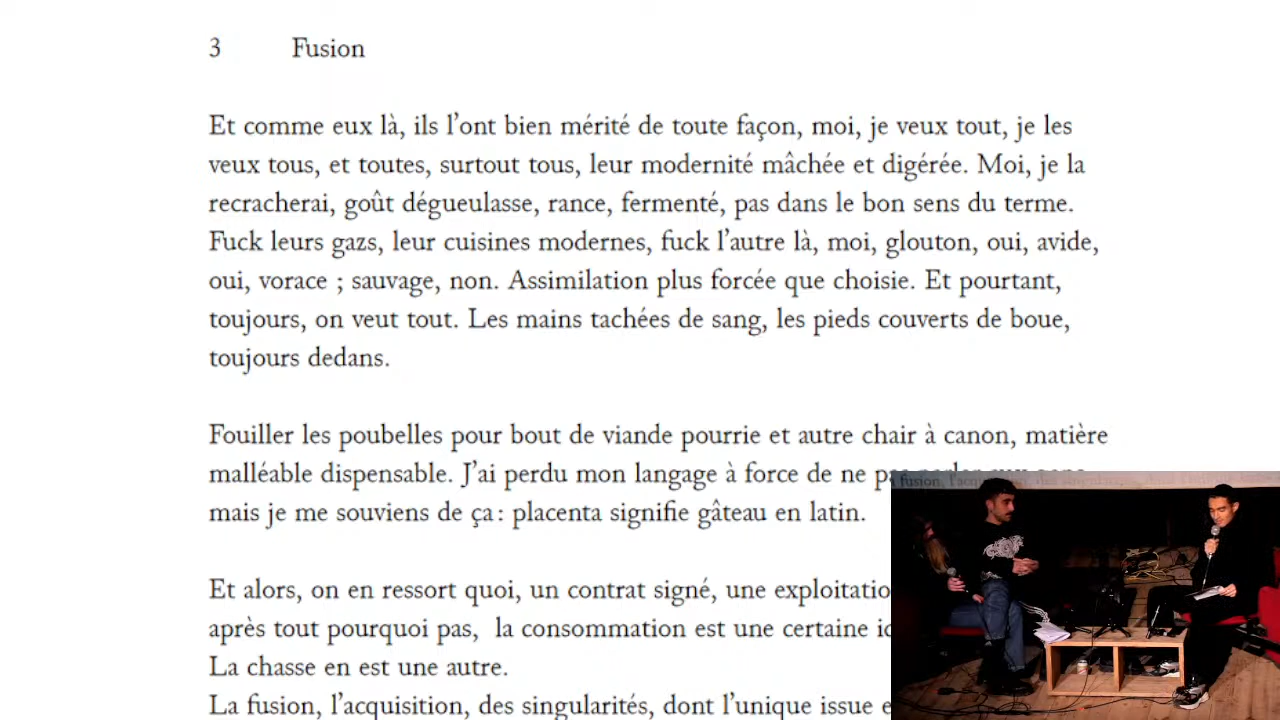 3 Fusion
Et comme eux là, ils l’ont bien mérité de toute façon, moi, je veux tout, je les
veux tous, et toutes, surtout tous, leur modernité mâchée et digérée. Moi, je la
recracherai, goût dégueulasse, rance, fermenté, pas dans le bon sens du terme.
Fuck leurs gazs, leur cuisines modernes, fuck l’autre là, moi, glouton, oui, avide,
oui, vorace ; sauvage, non. Assimilation plus forcée que choisie. Et pourtant,
toujours, on veut tout. Les mains tachées de sang, les pieds couverts de boue,
toujours dedans.
Fouiller les poubelles pour bout de viande pourrie et autre chair à canon, matière
malléable dispensable. J’ai perdu mon langage à force de ne
mais je me souviens de ça : placenta signifie gâteau en latin.
Et alors, on en ressort quoi, un contrat signé, une
après tout pourquoi pas, la consommation est une certaine
La chasse en est une autre.
La fusion, l’acquisition, des singularités, dont l’unique issue
fusion,